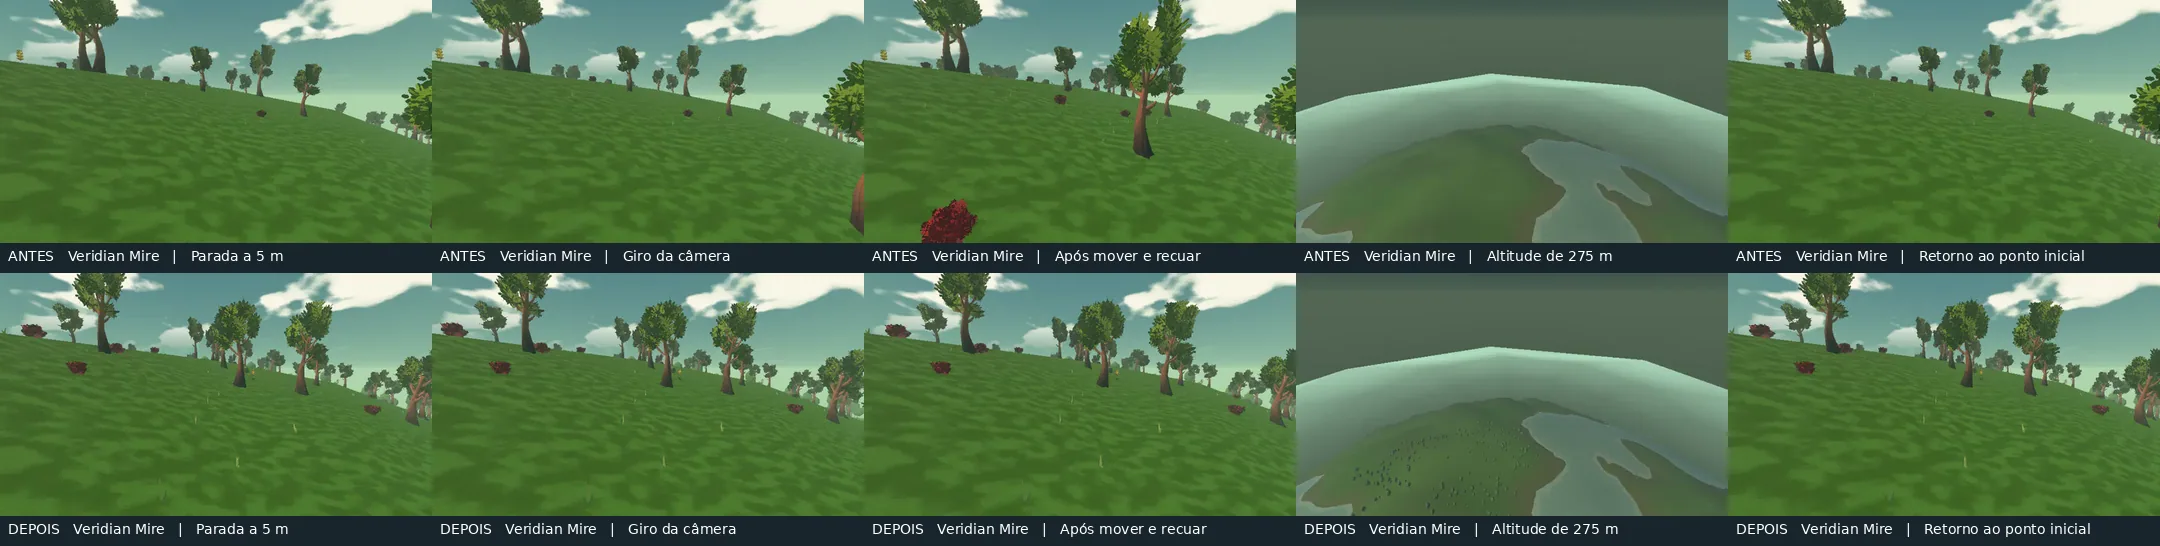 ANTES Veridian Mire | Parada a 5 m
ANTES Veridian Mire | Giro da câmera
ANTES Veridian Mire | Após mover e recuar
ANTES Veridian Mire | Altitude de 275 m
ANTES Veridian Mire | Retorno ao ponto inicial
DEPOIS Veridian Mire | Parada a 5 m
DEPOIS Veridian Mire | Giro da câmera
DEPOIS Veridian Mire | Após mover e recuar
DEPOIS Veridian Mire | Altitude de 275 m
DEPOIS Veridian Mire | Retorno ao ponto inicial